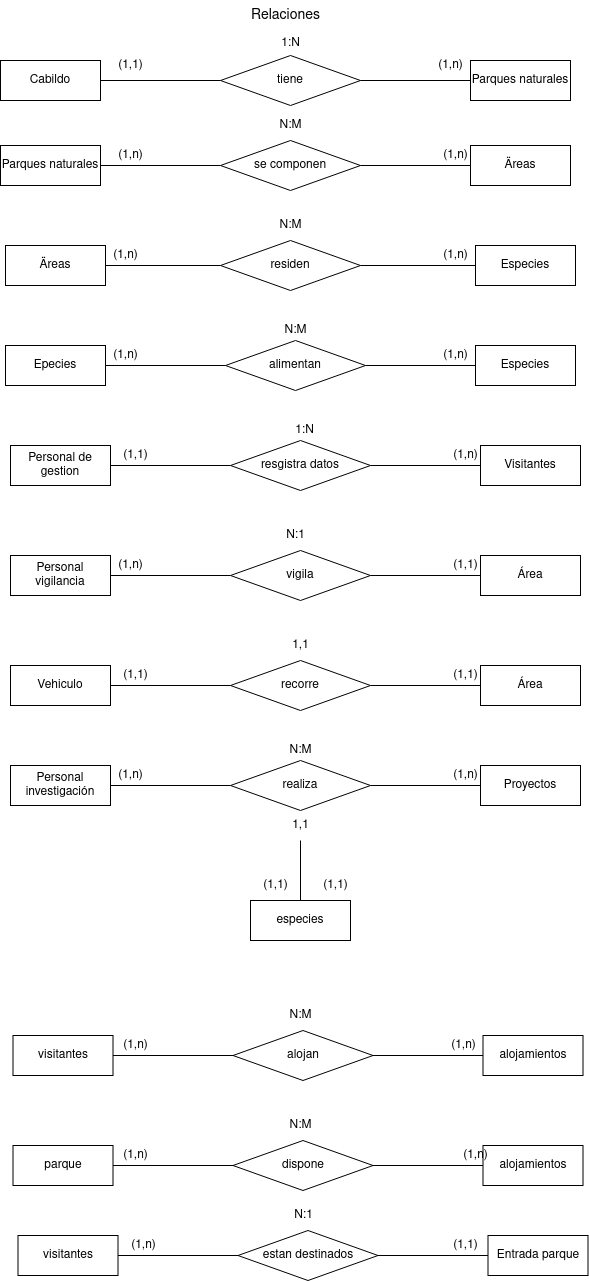 Relaciones
1:N
Cabildo (1,1) tiene (1,n) Parques naturales
N:M
Parques naturales (1,n) se componen (1,n) Äreas
N:M
Äreas (1,n) residen (1,n) Especies
N:M
Epecies (1,n) alimentan (1,n) Especies
1:N
Personal de
gestion (1,1) resgistra datos (1,n) Visitantes
N:1
Personal
vigilancia (1,n) vigila (1,1) Área
1,1
Vehiculo (1,1) recorre (1,1) Área
N:M
Personal
investigación (1,n) realiza (1,n) Proyectos
1,1
(1,1) (1,1)
especies
N:M
visitantes (1,n) alojan (1,n) alojamientos
N:M
parque (1,n) dispone (1,n) alojamientos
N:1
visitantes (1,n) estan destinados (1,1) Entrada parque